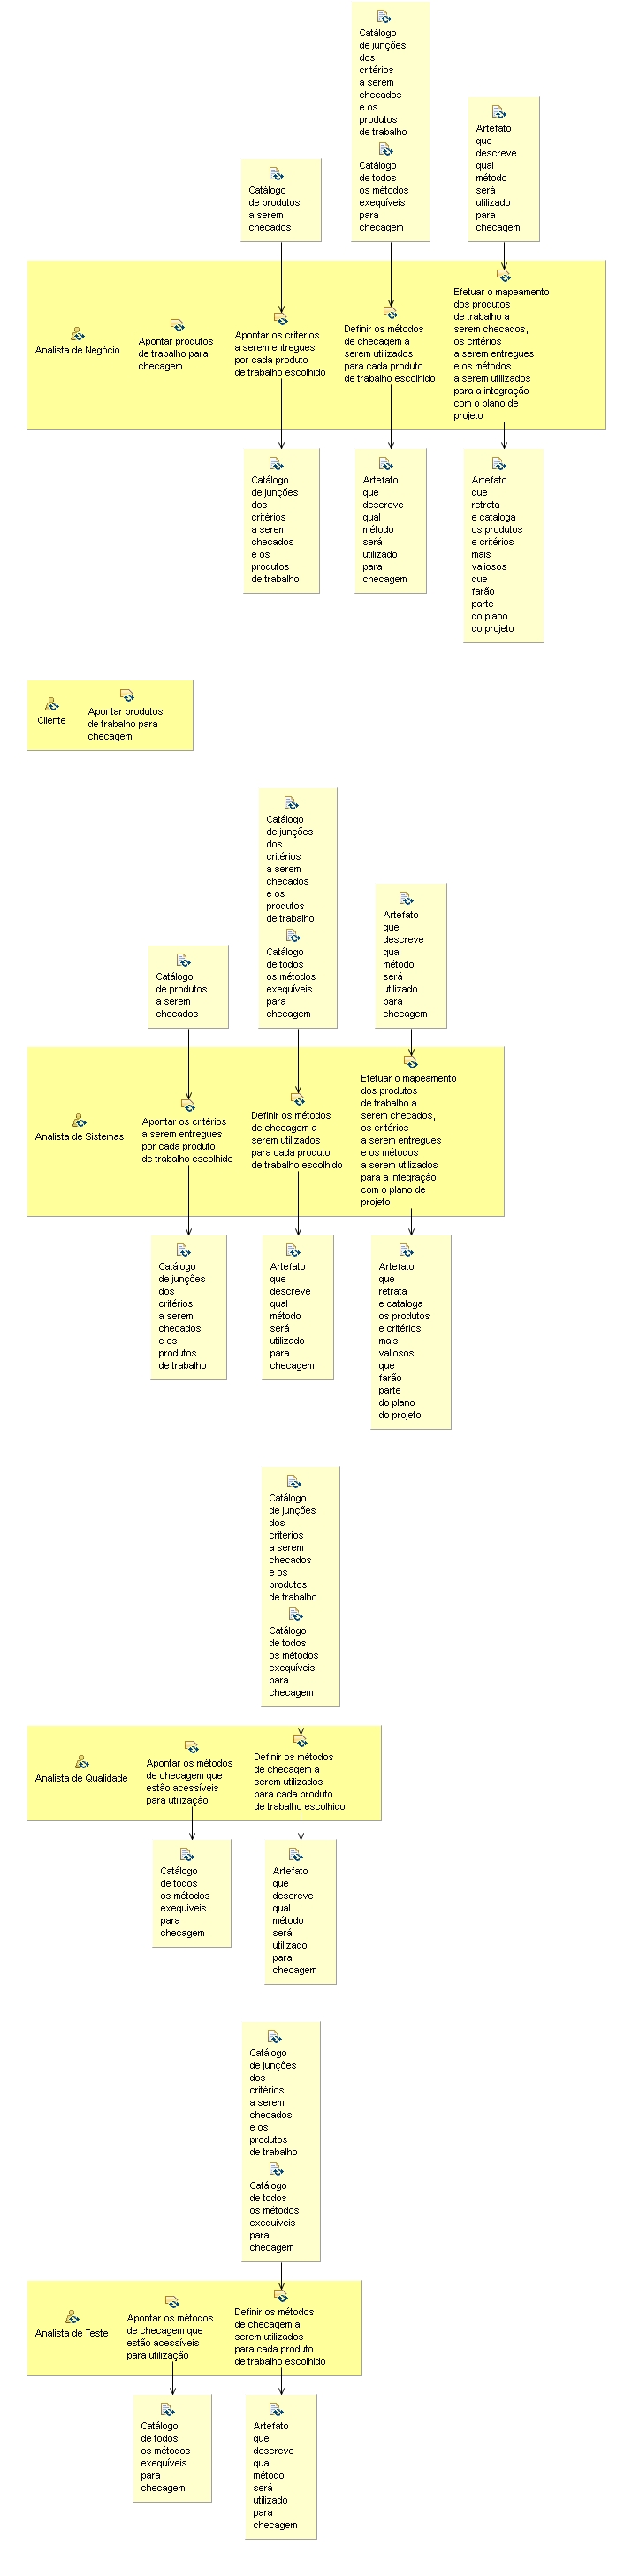 Catálogo
de junções
dos
critérios
a serem
checados
e os
produtos
de trabalho
Catálogo
de todos
os métodos
exequíveis
para
checagem
Artefato
que
descreve
qual
método
será
utilizado
para
checagem
Catálogo
de produtos
a serem
checados
Analista de Negócio
Apontar produtos
de trabalho para
checagem
Apontar os critérios
a serem entregues
por cada produto
de trabalho escolhido
Definir os métodos
de checagem a
serem utilizados
para cada produto
de trabalho escolhido
Efetuar o mapeamento
dos produtos
de trabalho a
serem checados,
os critérios
a serem entregues
e os métodos
a serem utilizados
para a integração
com o plano de
projeto
Catálogo
de junções
dos
critérios
a serem
checados
e os
produtos
de trabalho
Artefato
que
descreve
qual
método
será
utilizado
para
checagem
Artefato
que
retrata
e cataloga
os produtos
e critérios
mais
valiosos
que
farão
parte
do plano
do projeto
Cliente
Apontar produtos
de trabalho para
checagem
Catálogo
de junções
dos
critérios
a serem
checados
e os
produtos
de trabalho
Catálogo
de todos
os métodos
exequíveis
para
checagem
Artefato
que
descreve
qual
método
será
utilizado
para
checagem
Catálogo
de produtos
a serem
checados
Analista de Sistemas
Apontar os critérios
a serem entregues
por cada produto
de trabalho escolhido
Definir os métodos
de checagem a
serem utilizados
para cada produto
de trabalho escolhido
Efetuar o mapeamento
dos produtos
de trabalho a
serem checados,
os critérios
a serem entregues
e os métodos
a serem utilizados
para a integração
com o plano de
projeto
Catálogo
de junções
dos
critérios
a serem
checados
e os
produtos
de trabalho
Artefato
que
descreve
qual
método
será
utilizado
para
checagem
Artefato
que
retrata
e cataloga
os produtos
e critérios
mais
valiosos
que
farão
parte
do plano
do projeto
Catálogo
de junções
dos
critérios
a serem
checados
e os
produtos
de trabalho
Catálogo
de todos
os métodos
exequíveis
para
checagem
Analista de Qualidade
Apontar os métodos
de checagem que
estão acessíveis
para utilização
Definir os métodos
de checagem a
serem utilizados
para cada produto
de trabalho escolhido
Catálogo
de todos
os métodos
exequíveis
para
checagem
Artefato
que
descreve
qual
método
será
utilizado
para
checagem
Catálogo
de junções
dos
critérios
a serem
checados
e os
produtos
de trabalho
Catálogo
de todos
os métodos
exequíveis
para
checagem
Analista de Teste
Apontar os métodos
de checagem que
estão acessíveis
para utilização
Definir os métodos
de checagem a
serem utilizados
para cada produto
de trabalho escolhido
Catálogo
de todos
os métodos
exequíveis
para
checagem
Artefato
que
descreve
qual
método
será
utilizado
para
checagem